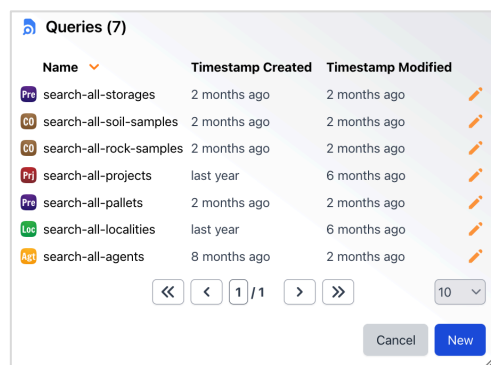 Queries (7)
Name Timestamp Created Timestamp Modified
Pre search-all-storages 2 months ago 2 months ago
CO search-all-soil-samples 2 months ago 2 months ago
CO search-all-rock-samples 2 months ago 2 months ago
Prj search-all-projects last year 6 months ago
Pre search-all-pallets 2 months ago 2 months ago
Loc search-all-localities last year 6 months ago
Agt search-all-agents 8 months ago 2 months ago
1 / 1 10
Cancel New